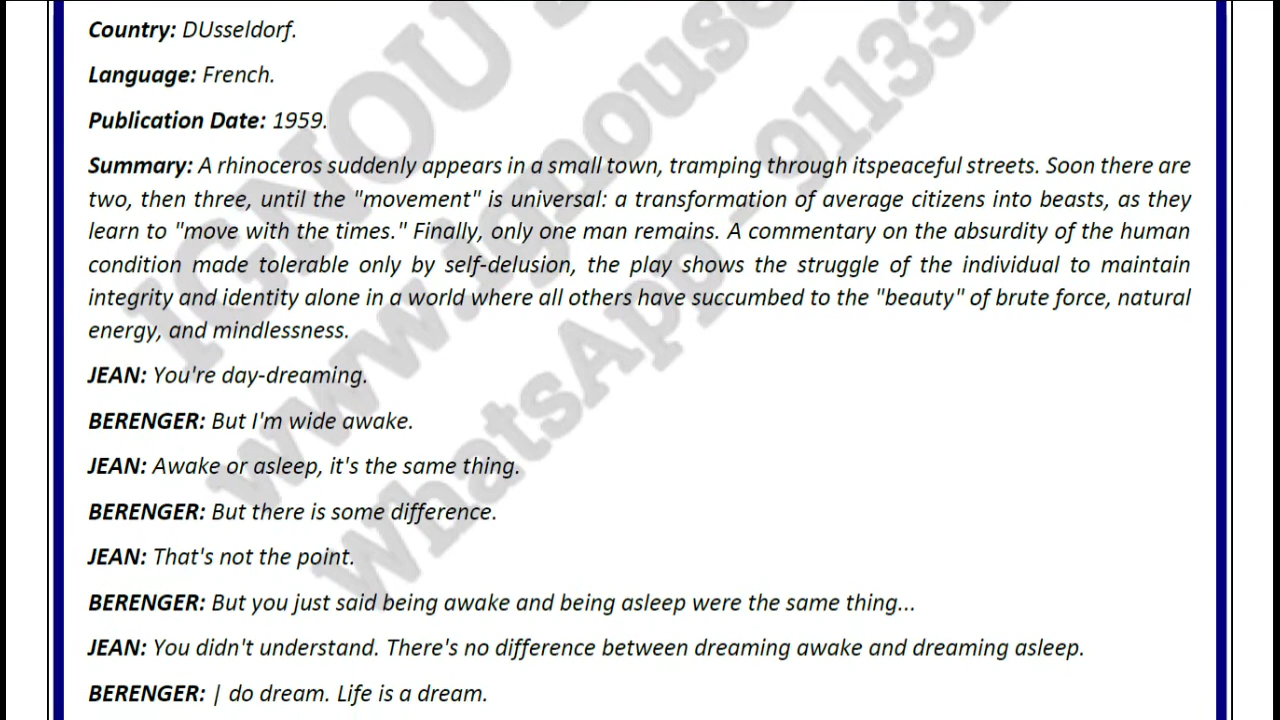 Country: DUsseldorf.
Language: French.
Publication Date: 1959.
Summary: A rhinoceros suddenly appears in a small town, tramping through itspeaceful streets. Soon there are
two, then three, until the "movement" is universal: a transformation of average citizens into beasts, as they
learn to "move with the times." Finally, only one man remains. A commentary on the absurdity of the human
condition made tolerable only by self-delusion, the play shows the struggle of the individual to maintain
integrity and identity alone in a world where all others have succumbed to the "beauty" of brute force, natural
energy, and mindlessness.
JEAN: You're day-dreaming.
BERENGER: But I'm wide awake.
JEAN: Awake or asleep, it's the same thing.
BERENGER: But there is some difference.
JEAN: That's not the point.
BERENGER: But you just said being awake and being asleep were the same thing...
JEAN: You didn't understand. There's no difference between dreaming awake and dreaming asleep.
BERENGER: | do dream. Life is a dream.
IGNOU
www.ignouse
WhatsApp - 911333